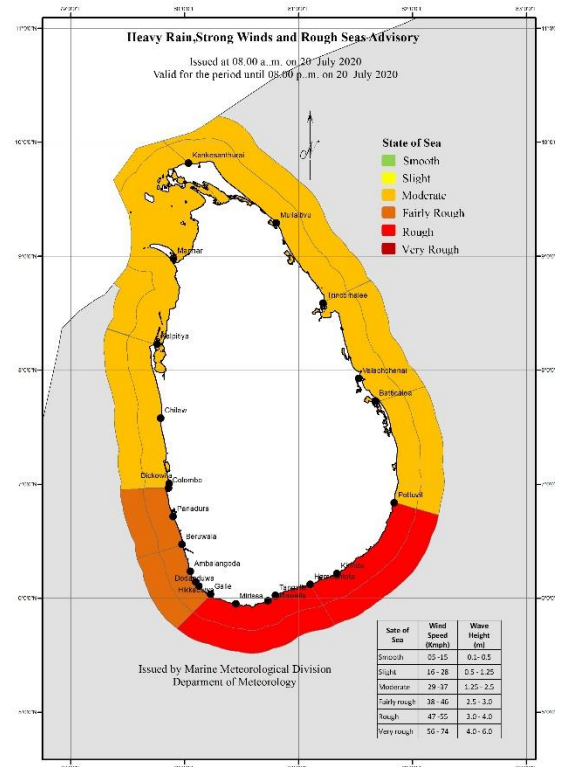 Heavy Rain,Strong Winds and Rough Seas Advisory
Issued at 08.00 a..m. on 20 July 2020
Valid for the period until 08.00 p..m. on 20 July 2020
State of Sea
Smooth
Slight
Moderate
Fairly Rough
Rough
Very Rough
Kankesanthurai
Mullaitivu
Mannar
Trincomalee
Kalpitiya
Valachchenai
Batticaloa
Chilaw
Dickowita
Colombo
Pottuvil
Panadura
Beruwala
Ambalangoda
Dodanduwa
Hikkaduwa
Galle
Mirissa
Tangalle
Hambantota
Kirinda
Issued by Marine Meteorological Division
Deparment of Meteorology
Sate of Sea Wind Speed (Kmph) Wave Height (m)
Smooth 05 -15 0.1- 0.5
Slight 16 - 28 0.5 - 1.25
Moderate 29 -37 1.25 - 2.5
Fairly rough 38 - 46 2.5 - 3.0
Rough 47 -55 3.0 - 4.0
Very rough 56 - 74 4.0 - 6.0